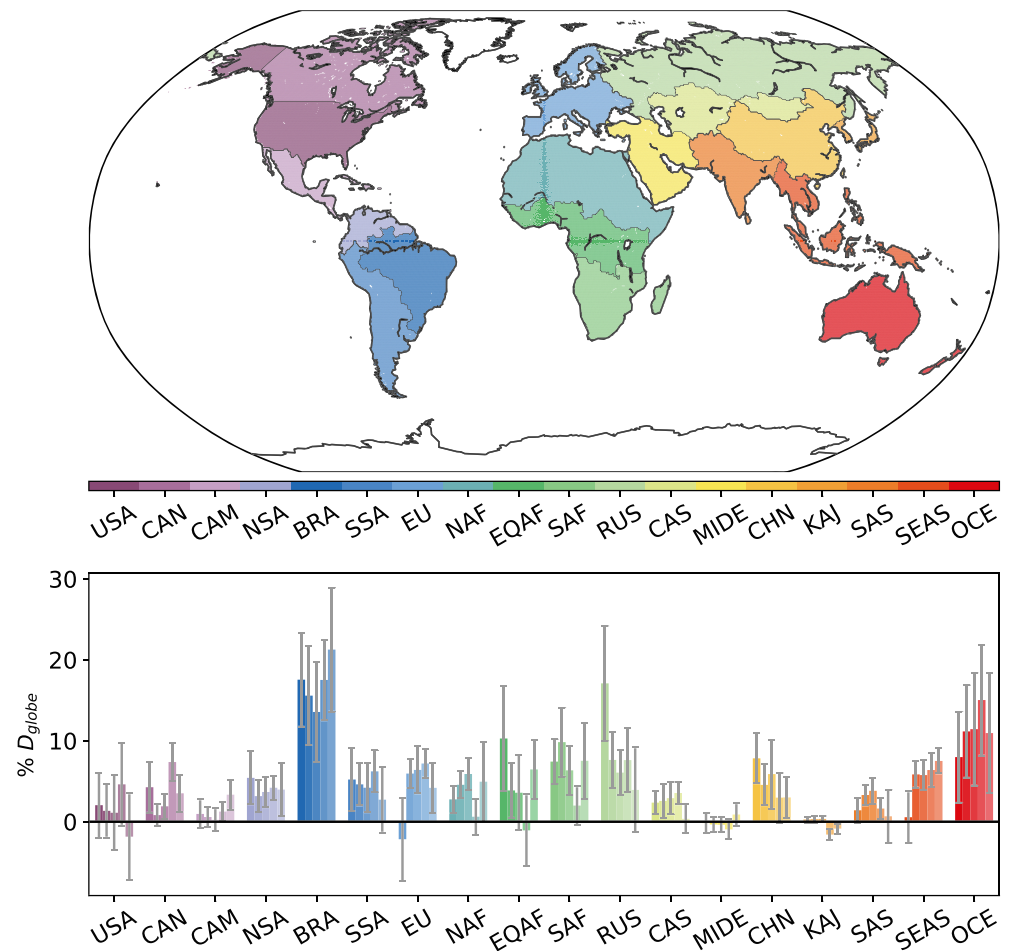 USA CAN CAM NSA BRA SSA EU NAF EQAF SAF RUS CAS MIDE CHN KAJ SAS SEAS OCE
30
20
10
0
% D_globe
USA CAN CAM NSA BRA SSA EU NAF EQAF SAF RUS CAS MIDE CHN KAJ SAS SEAS OCE